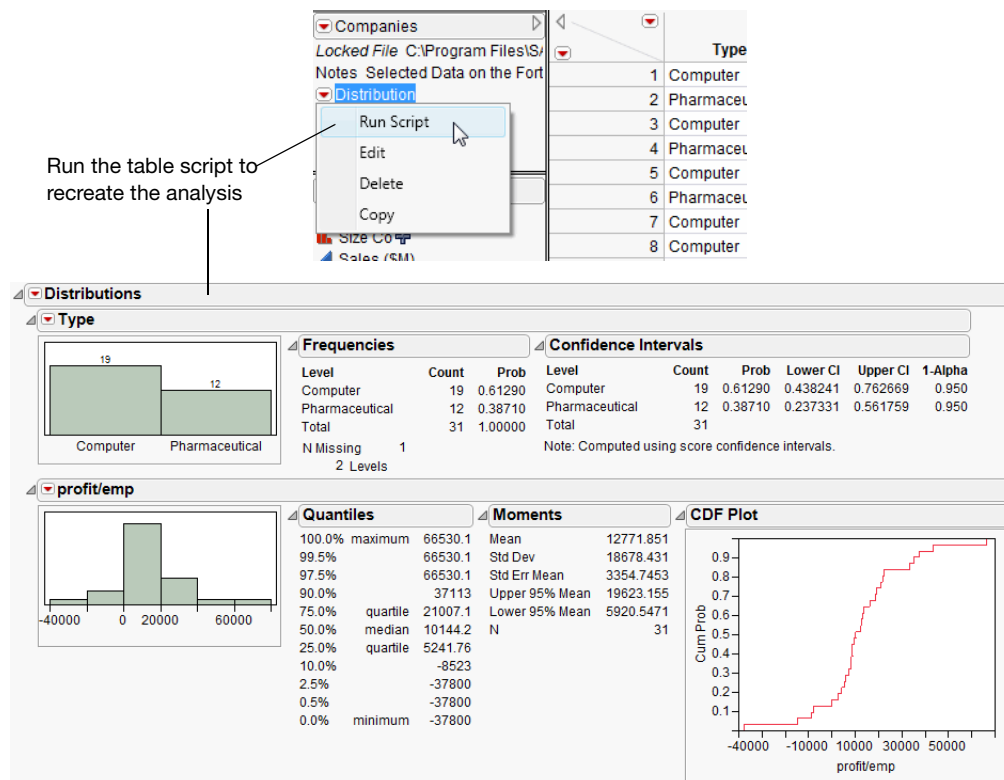 Companies
Locked File C:\Program Files\SA
Notes Selected Data on the Fort
Distribution
Run Script
Edit
Delete
Copy
Size Co
Sales ($M)
Type
1 Computer
2 Pharmaceu
3 Computer
4 Pharmaceu
5 Computer
6 Pharmaceu
7 Computer
8 Computer
Run the table script to
recreate the analysis
Distributions
Type
19
12
Computer Pharmaceutical
Frequencies
Level Count Prob
Computer 19 0.61290
Pharmaceutical 12 0.38710
Total 31 1.00000
N Missing 1
2 Levels
Confidence Intervals
Level Count Prob Lower CI Upper CI 1-Alpha
Computer 19 0.61290 0.438241 0.762669 0.950
Pharmaceutical 12 0.38710 0.237331 0.561759 0.950
Total 31
Note: Computed using score confidence intervals.
profit/emp
-40000 0 20000 60000
Quantiles
100.0% maximum 66530.1
99.5% 66530.1
97.5% 66530.1
90.0% 37113
75.0% quartile 21007.1
50.0% median 10144.2
25.0% quartile 5241.76
10.0% -8523
2.5% -37800
0.5% -37800
0.0% minimum -37800
Moments
Mean 12771.851
Std Dev 18678.431
Std Err Mean 3354.7453
Upper 95% Mean 19623.155
Lower 95% Mean 5920.5471
N 31
CDF Plot
Cum Prob
0.9
0.8
0.7
0.6
0.5
0.4
0.3
0.2
0.1
-40000 -10000 10000 30000 50000
profit/emp